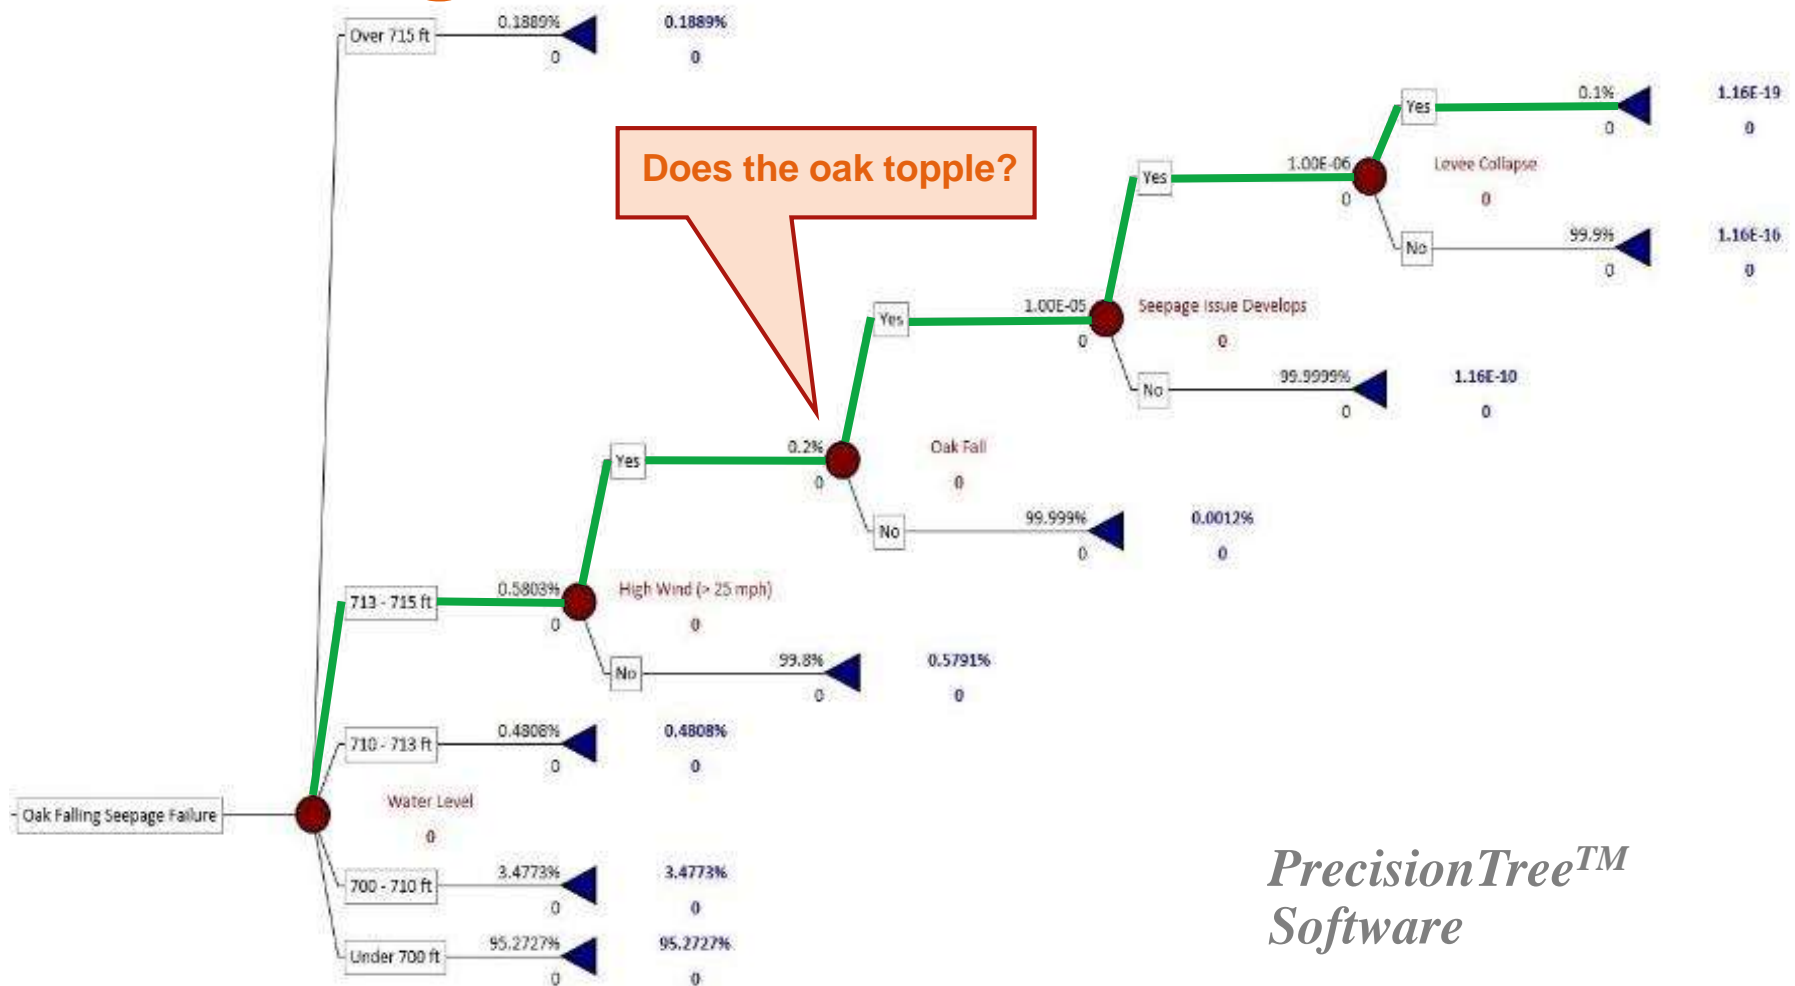 Over 715 ft
0.1889%
0
0.1889%
0
Yes
0.1%
0
1.16E-19
0
Does the oak topple?
Yes
1.00E-06
0
Levee Collapse
0
No
99.9%
0
1.16E-16
0
Yes
1.00E-05
0
Seepage Issue Develops
0
No
99.9999%
0
1.16E-10
0
Yes
0.2%
0
Oak Fall
0
No
99.999%
0
0.0012%
0
713 - 715 ft
0.5803%
0
High Wind (> 25 mph)
0
No
99.8%
0
0.5791%
0
710 - 713 ft
0.4808%
0
0.4808%
0
Oak Falling Seepage Failure
Water Level
0
700 - 710 ft
3.4773%
0
3.4773%
0
Under 700 ft
95.2727%
0
95.2727%
0
PrecisionTree™
Software